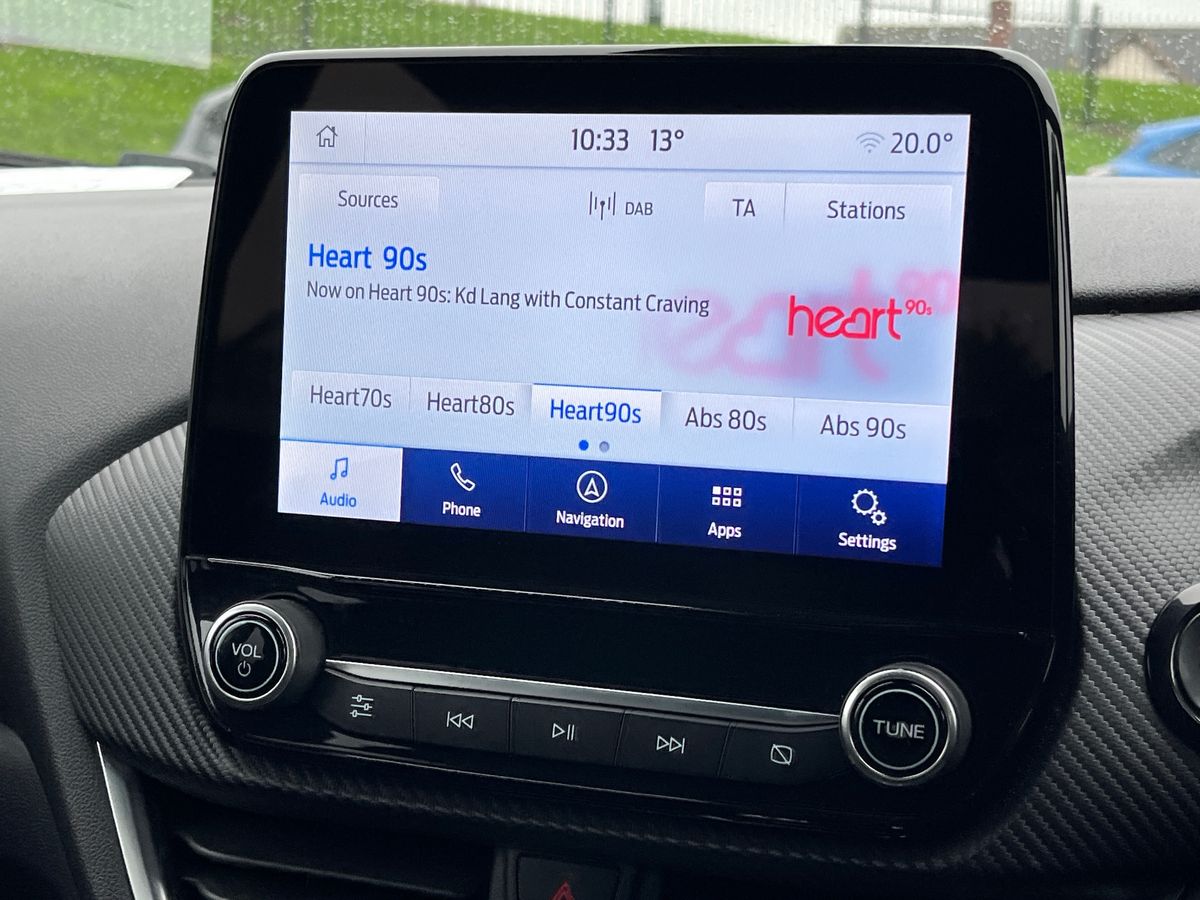 10:33 13° 20.0°
Sources DAB TA Stations
Heart 90s
Now on Heart 90s: Kd Lang with Constant Craving
heart 90s
Heart70s Heart80s Heart90s Abs 80s Abs 90s
Audio Phone Navigation Apps Settings
VOL
TUNE